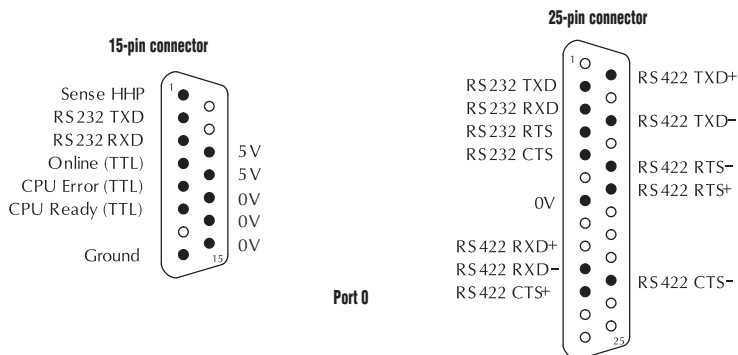 15-pin connector
1
Sense HHP
RS232 TXD
RS232 RXD
Online (TTL)
CPU Error (TTL)
CPU Ready (TTL)
Ground
5V
5V
0V
0V
0V
15
Port 0
25-pin connector
1
RS232 TXD
RS232 RXD
RS232 RTS
RS232 CTS
0V
RS422 RXD+
RS422 RXD-
RS422 CTS+
RS422 TXD+
RS422 TXD-
RS422 RTS-
RS422 RTS+
RS422 CTS-
25